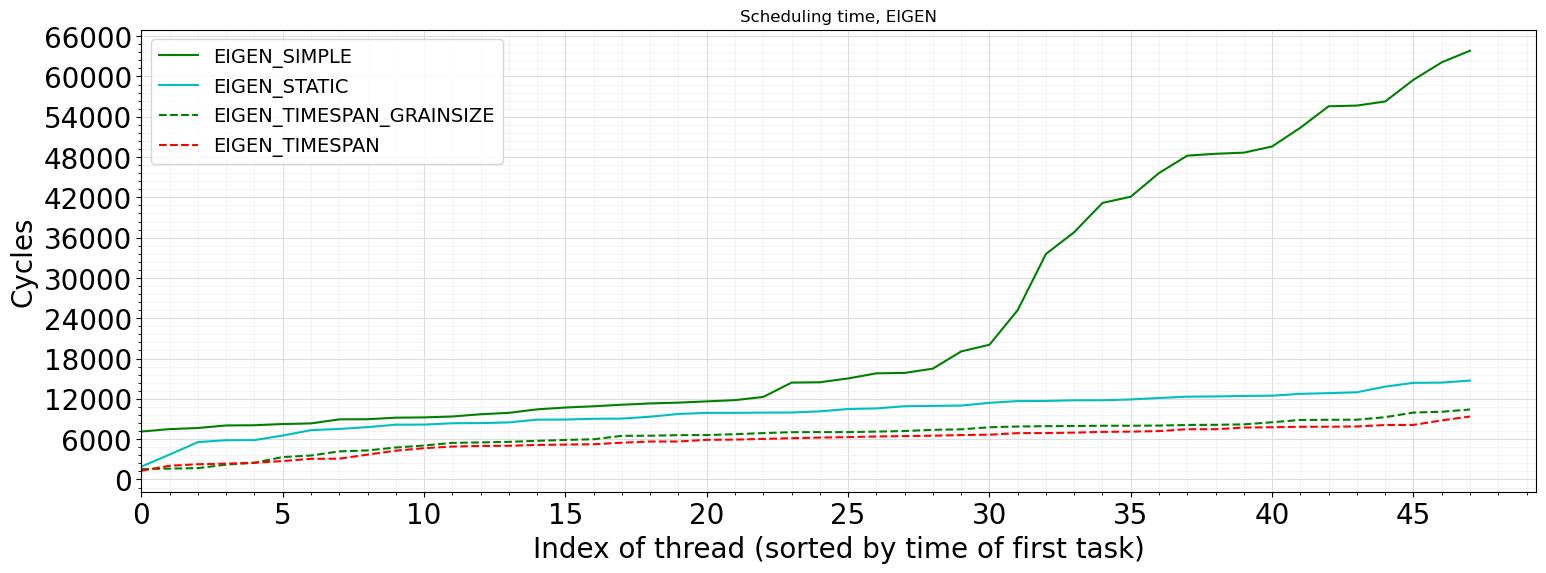 Scheduling time, EIGEN
66000
60000
54000
48000
42000
36000
30000
24000
18000
12000
6000
0
Cycles
EIGEN_SIMPLE
EIGEN_STATIC
EIGEN_TIMESPAN_GRAINSIZE
EIGEN_TIMESPAN
0 5 10 15 20 25 30 35 40 45
Index of thread (sorted by time of first task)